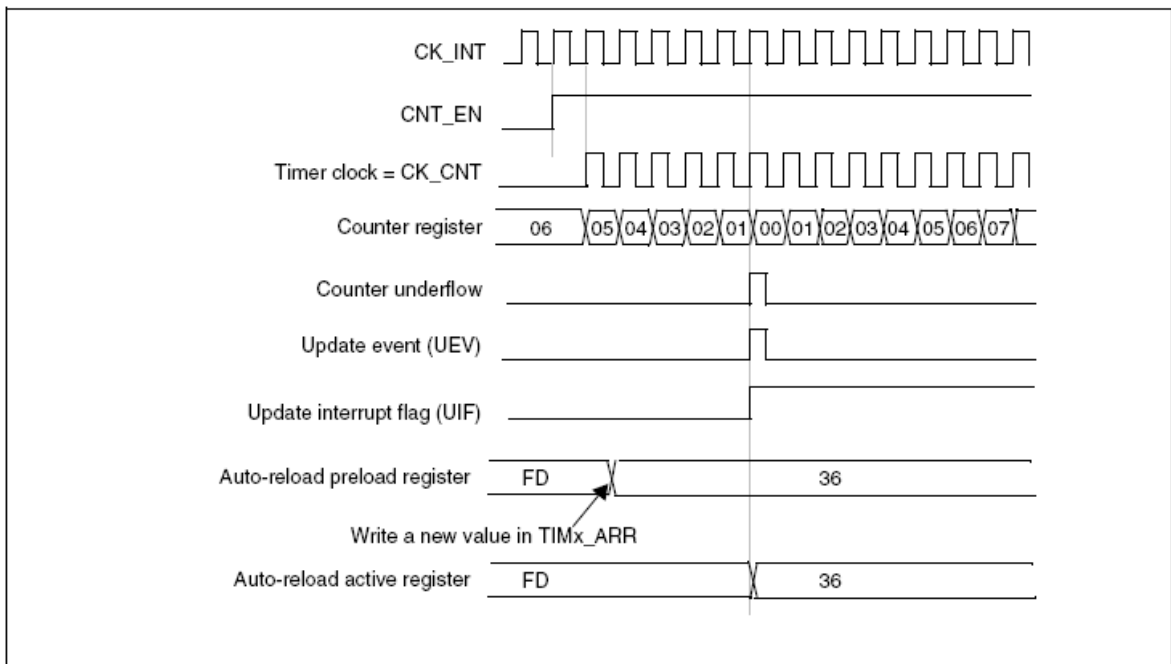 CK_INT
CNT_EN
Timer clock = CK_CNT
Counter register 06 05 04 03 02 01 00 01 02 03 04 05 06 07
Counter underflow
Update event (UEV)
Update interrupt flag (UIF)
Auto-reload preload register FD 36
Write a new value in TIMx_ARR
Auto-reload active register FD 36